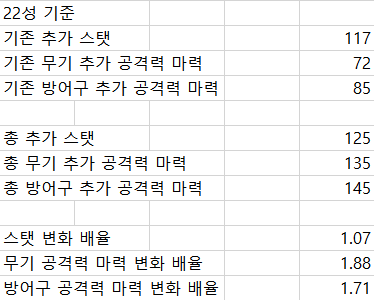 22성 기준
기존 추가 스탯 117
기존 무기 추가 공격력 마력 72
기존 방어구 추가 공격력 마력 85
총 추가 스탯 125
총 무기 추가 공격력 마력 135
총 방어구 추가 공격력 마력 145
스탯 변화 배율 1.07
무기 공격력 마력 변화 배율 1.88
방어구 공격력 마력 변화 배율 1.71